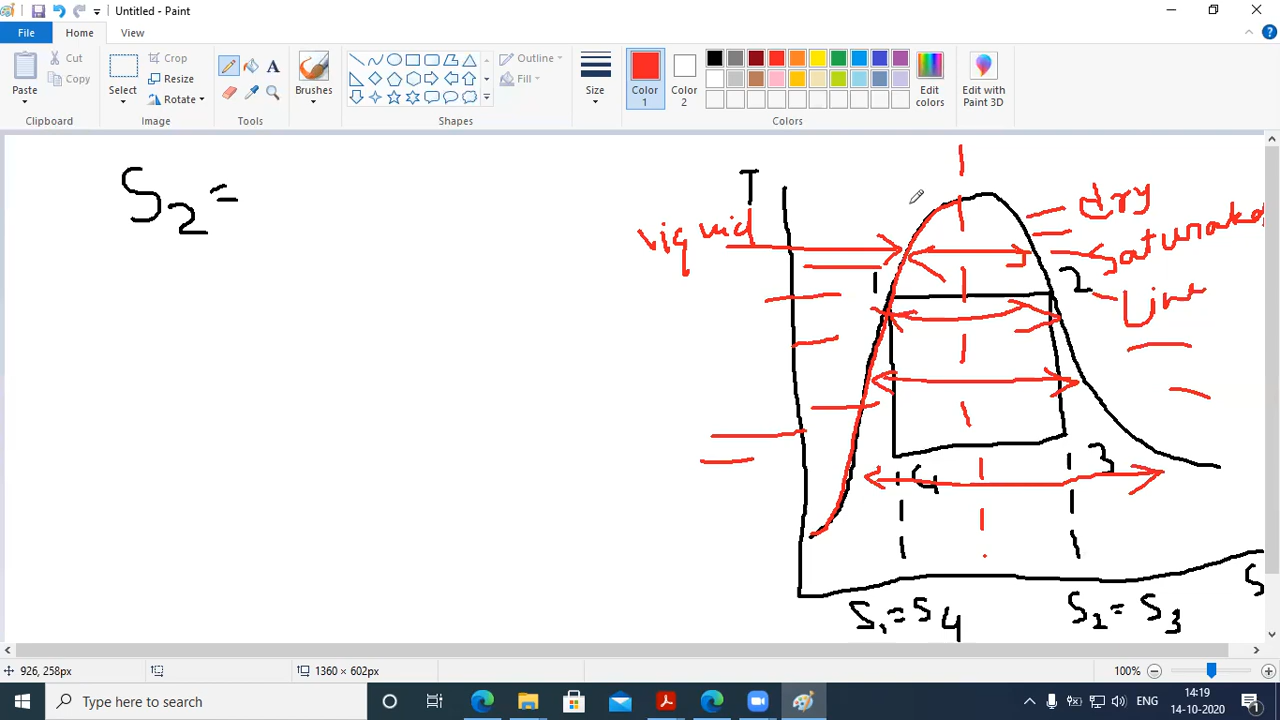 Untitled - Paint
File
Home
View
Paste
Cut
Copy
Clipboard
Select
Crop
Resize
Rotate
Image
A
Tools
Brushes
Shapes
Outline
Fill
Size
Color 1
Color 2
Colors
Edit colors
Edit with Paint 3D
S2=
T
liquid
dry
saturated
Line
1
2
3
4
S
S1=S4
S2=S3
926, 258px
1360 × 602px
100%
Type here to search
ENG
14:19
14-10-2020
1